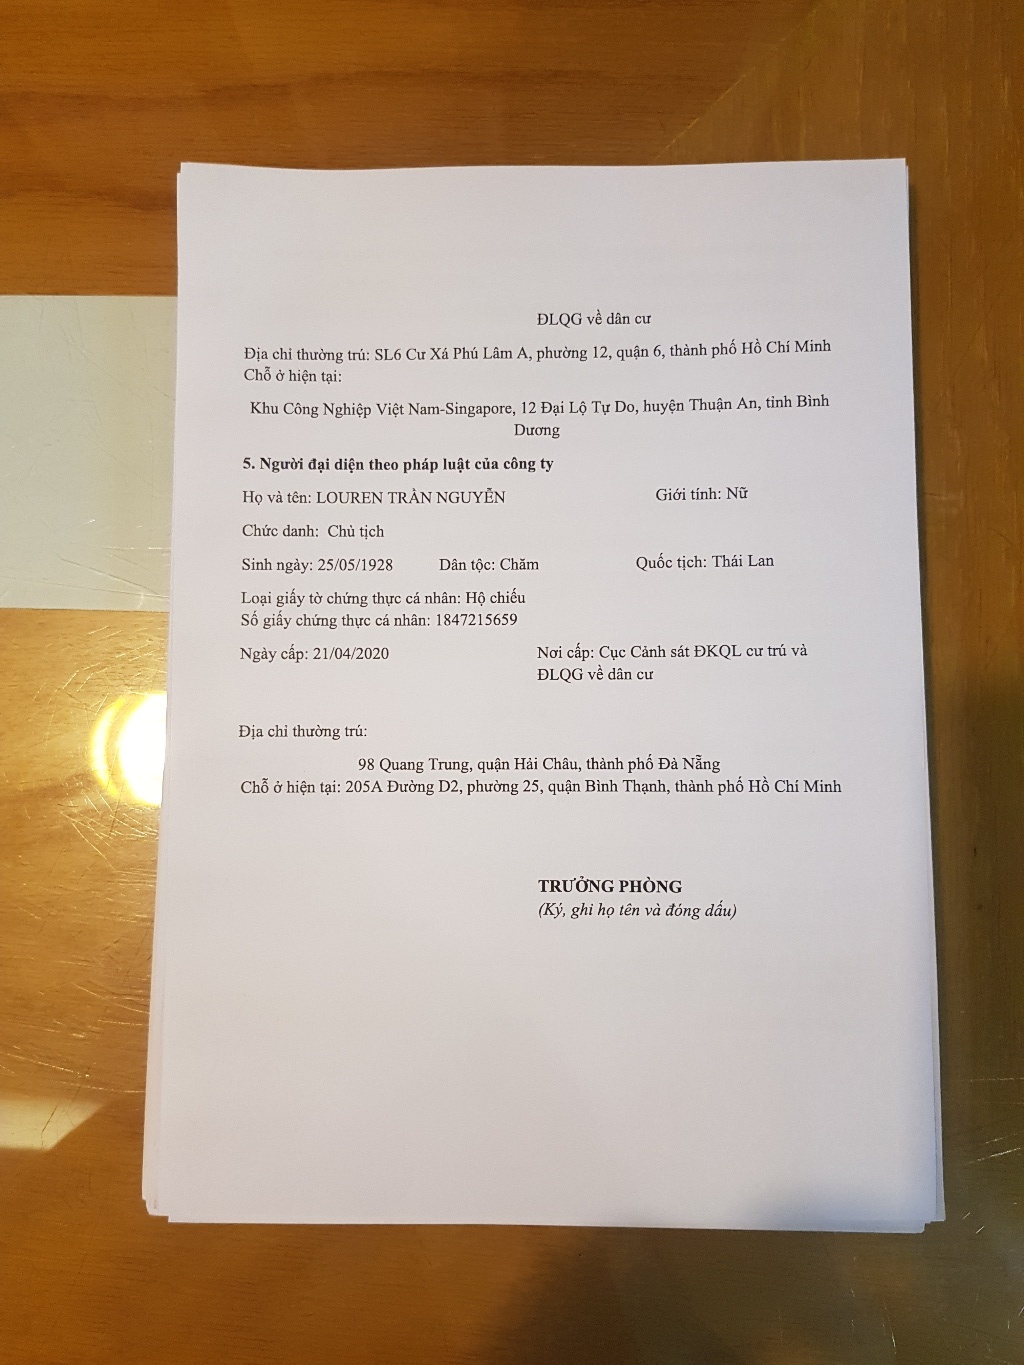 ĐLQG về dân cư
Địa chỉ thường trú: SL6 Cư Xá Phú Lâm A, phường 12, quận 6, thành phố Hồ Chí Minh
Chỗ ở hiện tại:
Khu Công Nghiệp Việt Nam-Singapore, 12 Đại Lộ Tự Do, huyện Thuận An, tỉnh Bình
Dương
5. Người đại diện theo pháp luật của công ty
Họ và tên: LOUREN TRẦN NGUYỄN Giới tính: Nữ
Chức danh: Chủ tịch
Sinh ngày: 25/05/1928 Dân tộc: Chăm Quốc tịch: Thái Lan
Loại giấy tờ chứng thực cá nhân: Hộ chiếu
Số giấy chứng thực cá nhân: 1847215659
Ngày cấp: 21/04/2020 Nơi cấp: Cục Cảnh sát ĐKQL cư trú và
ĐLQG về dân cư
Địa chỉ thường trú:
98 Quang Trung, quận Hải Châu, thành phố Đà Nẵng
Chỗ ở hiện tại: 205A Đường D2, phường 25, quận Bình Thạnh, thành phố Hồ Chí Minh
TRƯỞNG PHÒNG
(Ký, ghi họ tên và đóng dấu)